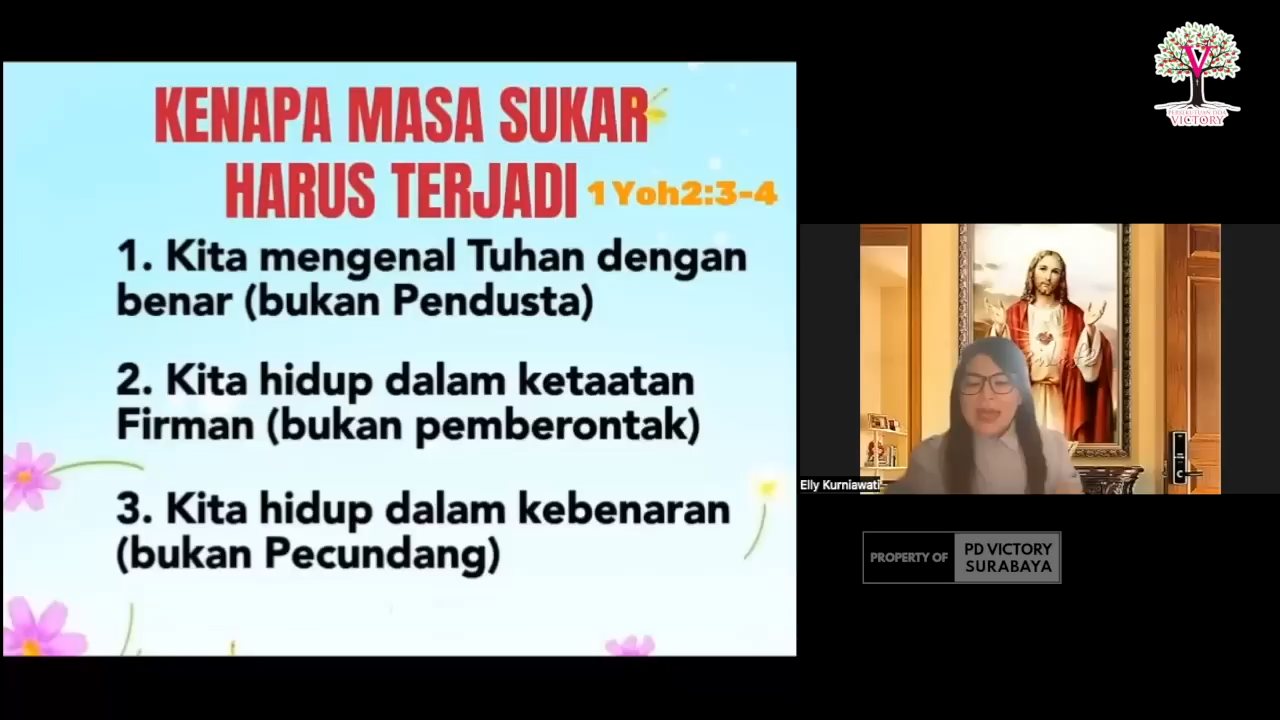 KENAPA MASA SUKAR
HARUS TERJADI 1 Yoh2:3-4
1. Kita mengenal Tuhan dengan
benar (bukan Pendusta)
2. Kita hidup dalam ketaatan
Firman (bukan pemberontak)
3. Kita hidup dalam kebenaran
(bukan Pecundang)
V
PERSEKUTUAN DOA
VICTORY
Elly Kurniawati
PROPERTY OF
PD VICTORY
SURABAYA